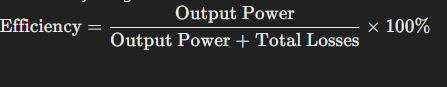 Efficiency = Output Power / Output Power + Total Losses × 100%